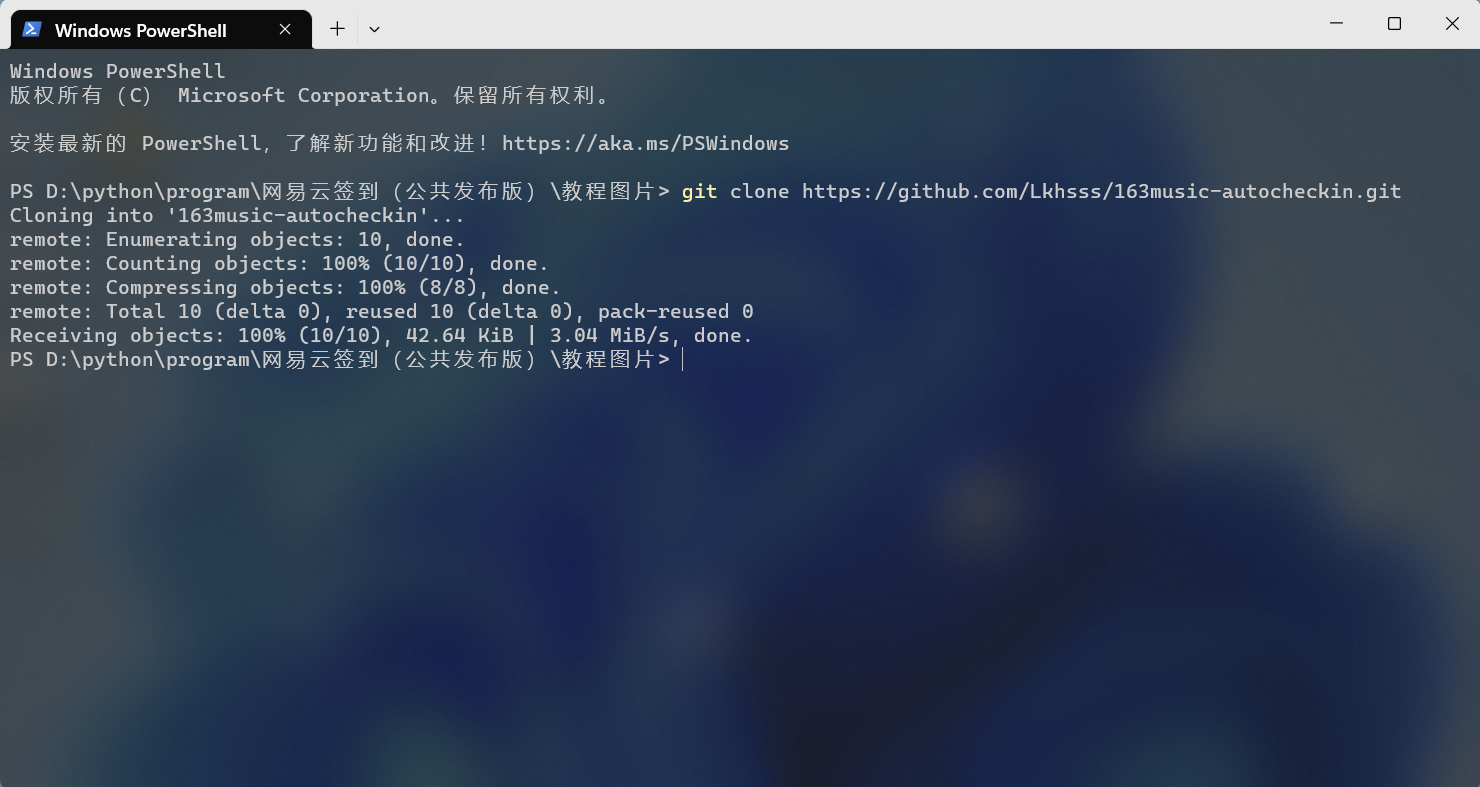 Windows PowerShell
Windows PowerShell
版权所有（C） Microsoft Corporation。保留所有权利。
安装最新的 PowerShell，了解新功能和改进！https://aka.ms/PSWindows
PS D:\python\program\网易云签到（公共发布版）\教程图片> git clone https://github.com/Lkhsss/163music-autocheckin.git
Cloning into '163music-autocheckin'...
remote: Enumerating objects: 10, done.
remote: Counting objects: 100% (10/10), done.
remote: Compressing objects: 100% (8/8), done.
remote: Total 10 (delta 0), reused 10 (delta 0), pack-reused 0
Receiving objects: 100% (10/10), 42.64 KiB | 3.04 MiB/s, done.
PS D:\python\program\网易云签到（公共发布版）\教程图片>